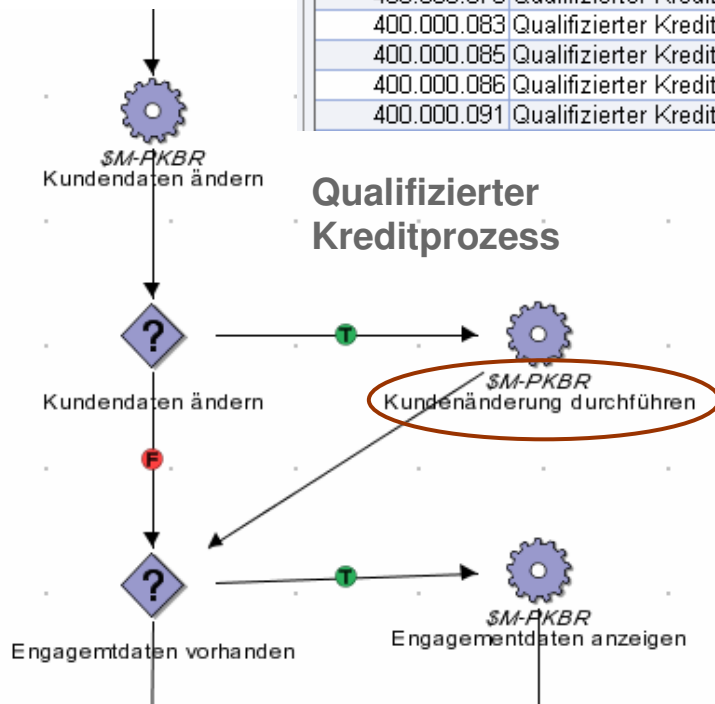 400.000.083 Qualifizierter Kredit
400.000.085 Qualifizierter Kredit
400.000.086 Qualifizierter Kredit
400.000.091 Qualifizierter Kredit
$M-PKBR
Kundendaten ändern
Qualifizierter
Kreditprozess
?
T
$M-PKBR
Kundendaten ändern
Kundenänderung durchführen
F
?
T
$M-PKBR
Engagemtdaten vorhanden
Engagementdaten anzeigen